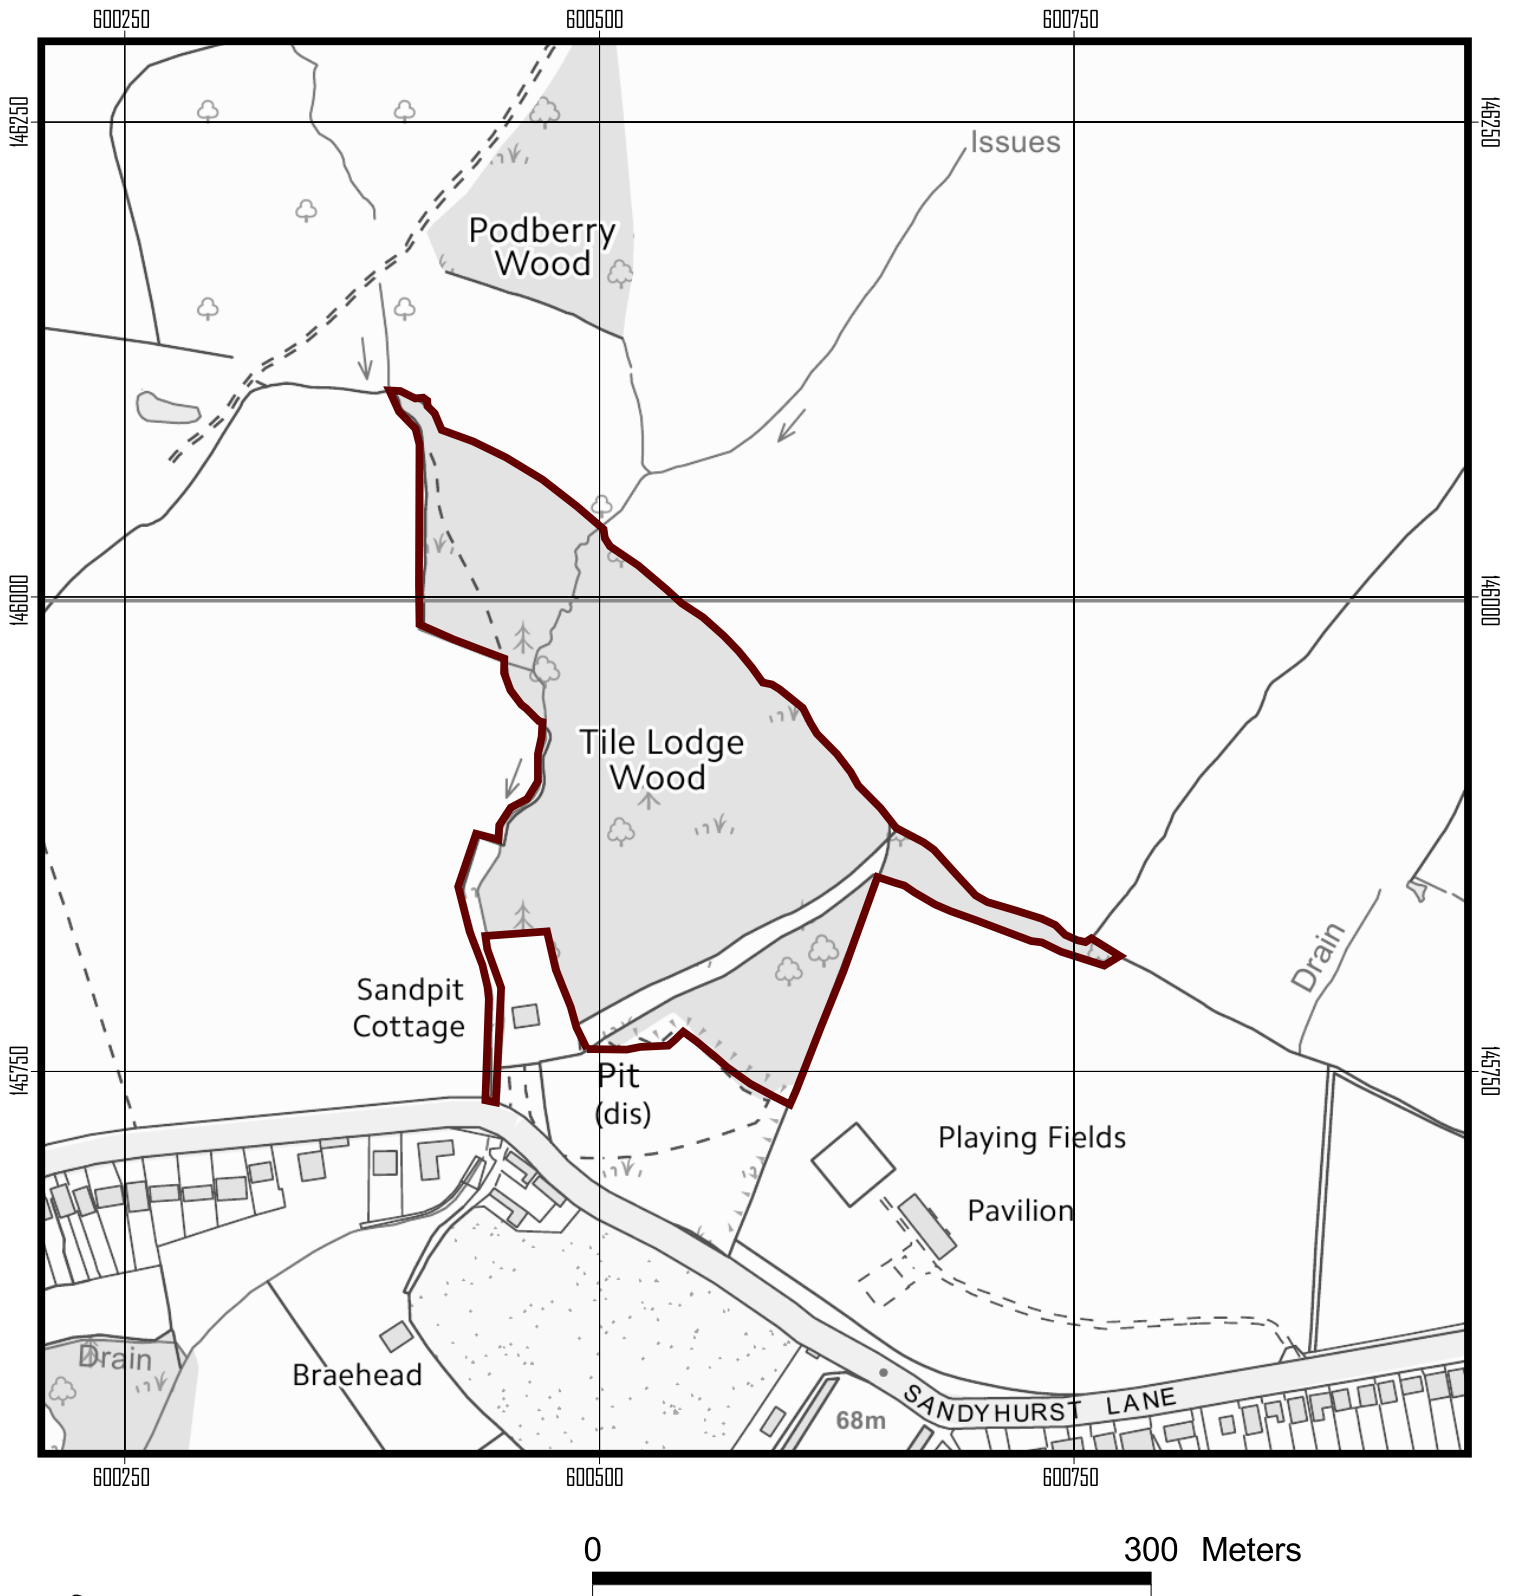 600250 600500 600750
146250 146250
Issues
Podberry
Wood
146000 146000
Tile Lodge
Wood
Sandpit
Cottage
Drain
145750 145750
Pit
(dis)
Playing Fields
Pavilion
Drain
Braehead
SANDYHURST LANE
68m
600250 600500 600750
0 300 Meters